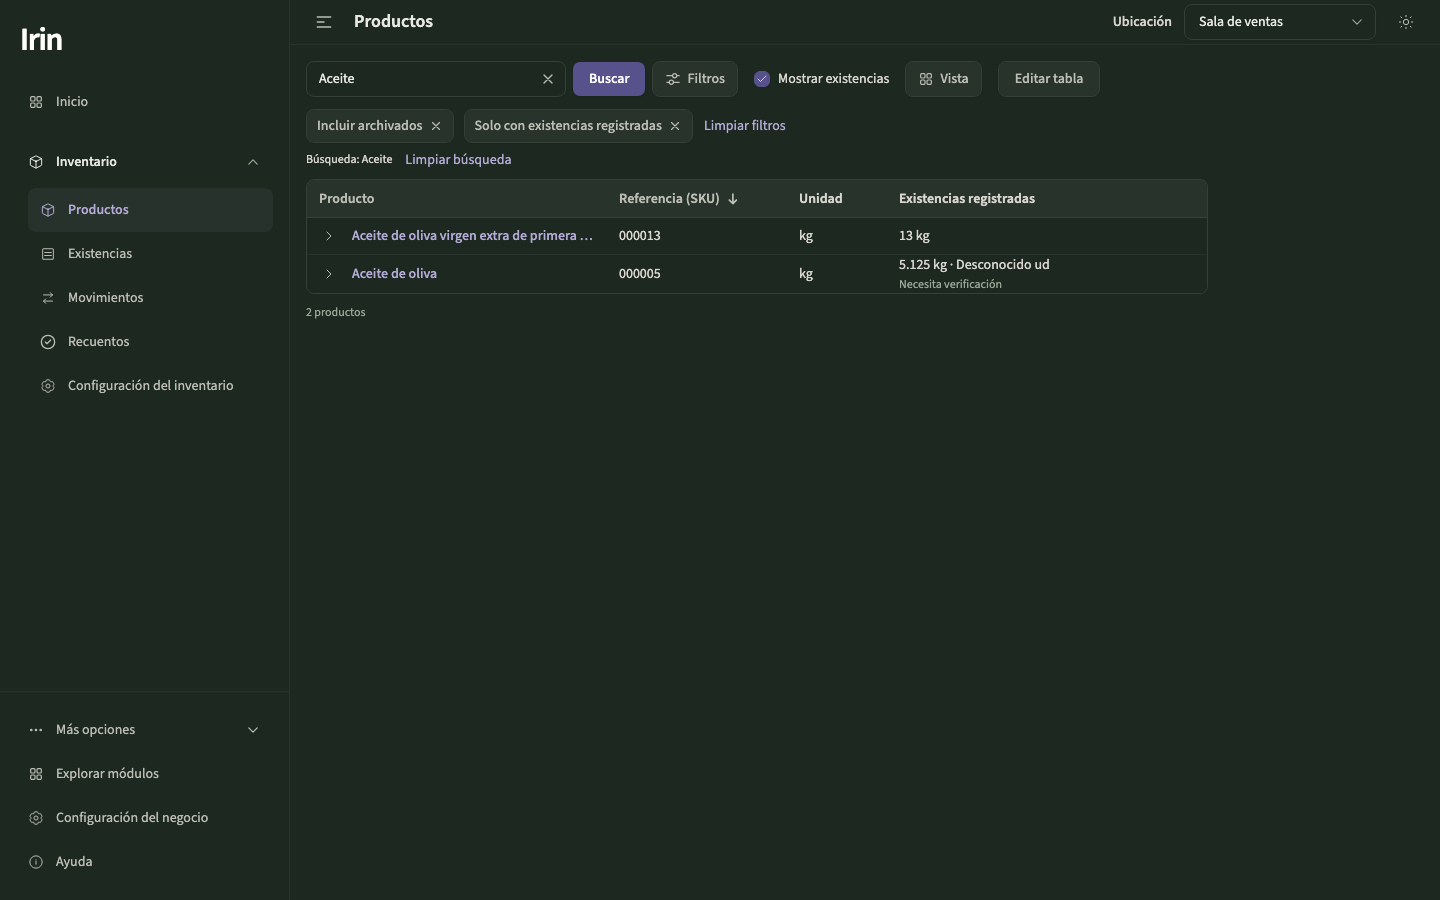 Irin
Productos
Ubicación
Sala de ventas
Inicio
Inventario
Productos
Existencias
Movimientos
Recuentos
Configuración del inventario
Más opciones
Explorar módulos
Configuración del negocio
Ayuda
Aceite
Buscar
Filtros
Mostrar existencias
Vista
Editar tabla
Incluir archivados
Solo con existencias registradas
Limpiar filtros
Búsqueda: Aceite
Limpiar búsqueda
Producto Referencia (SKU) Unidad Existencias registradas
Aceite de oliva virgen extra de primera … 000013 kg 13 kg
Aceite de oliva 000005 kg 5.125 kg · Desconocido ud
Necesita verificación
2 productos